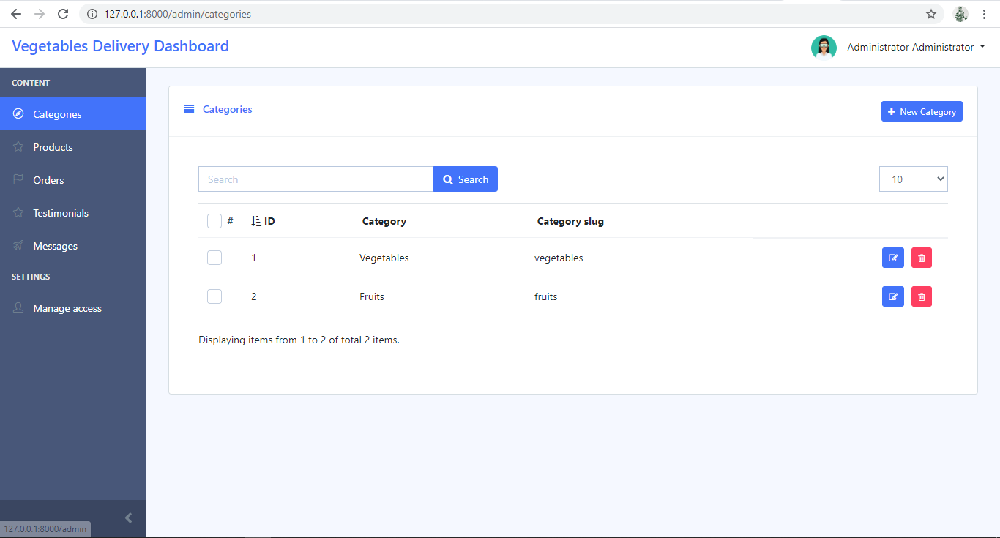 127.0.0.1:8000/admin/categories
Vegetables Delivery Dashboard
Administrator Administrator
CONTENT
Categories
Products
Orders
Testimonials
Messages
SETTINGS
Manage access
Categories
New Category
Search
Search
10
# ID Category Category slug
1 Vegetables vegetables
2 Fruits fruits
Displaying items from 1 to 2 of total 2 items.
127.0.0.1:8000/admin